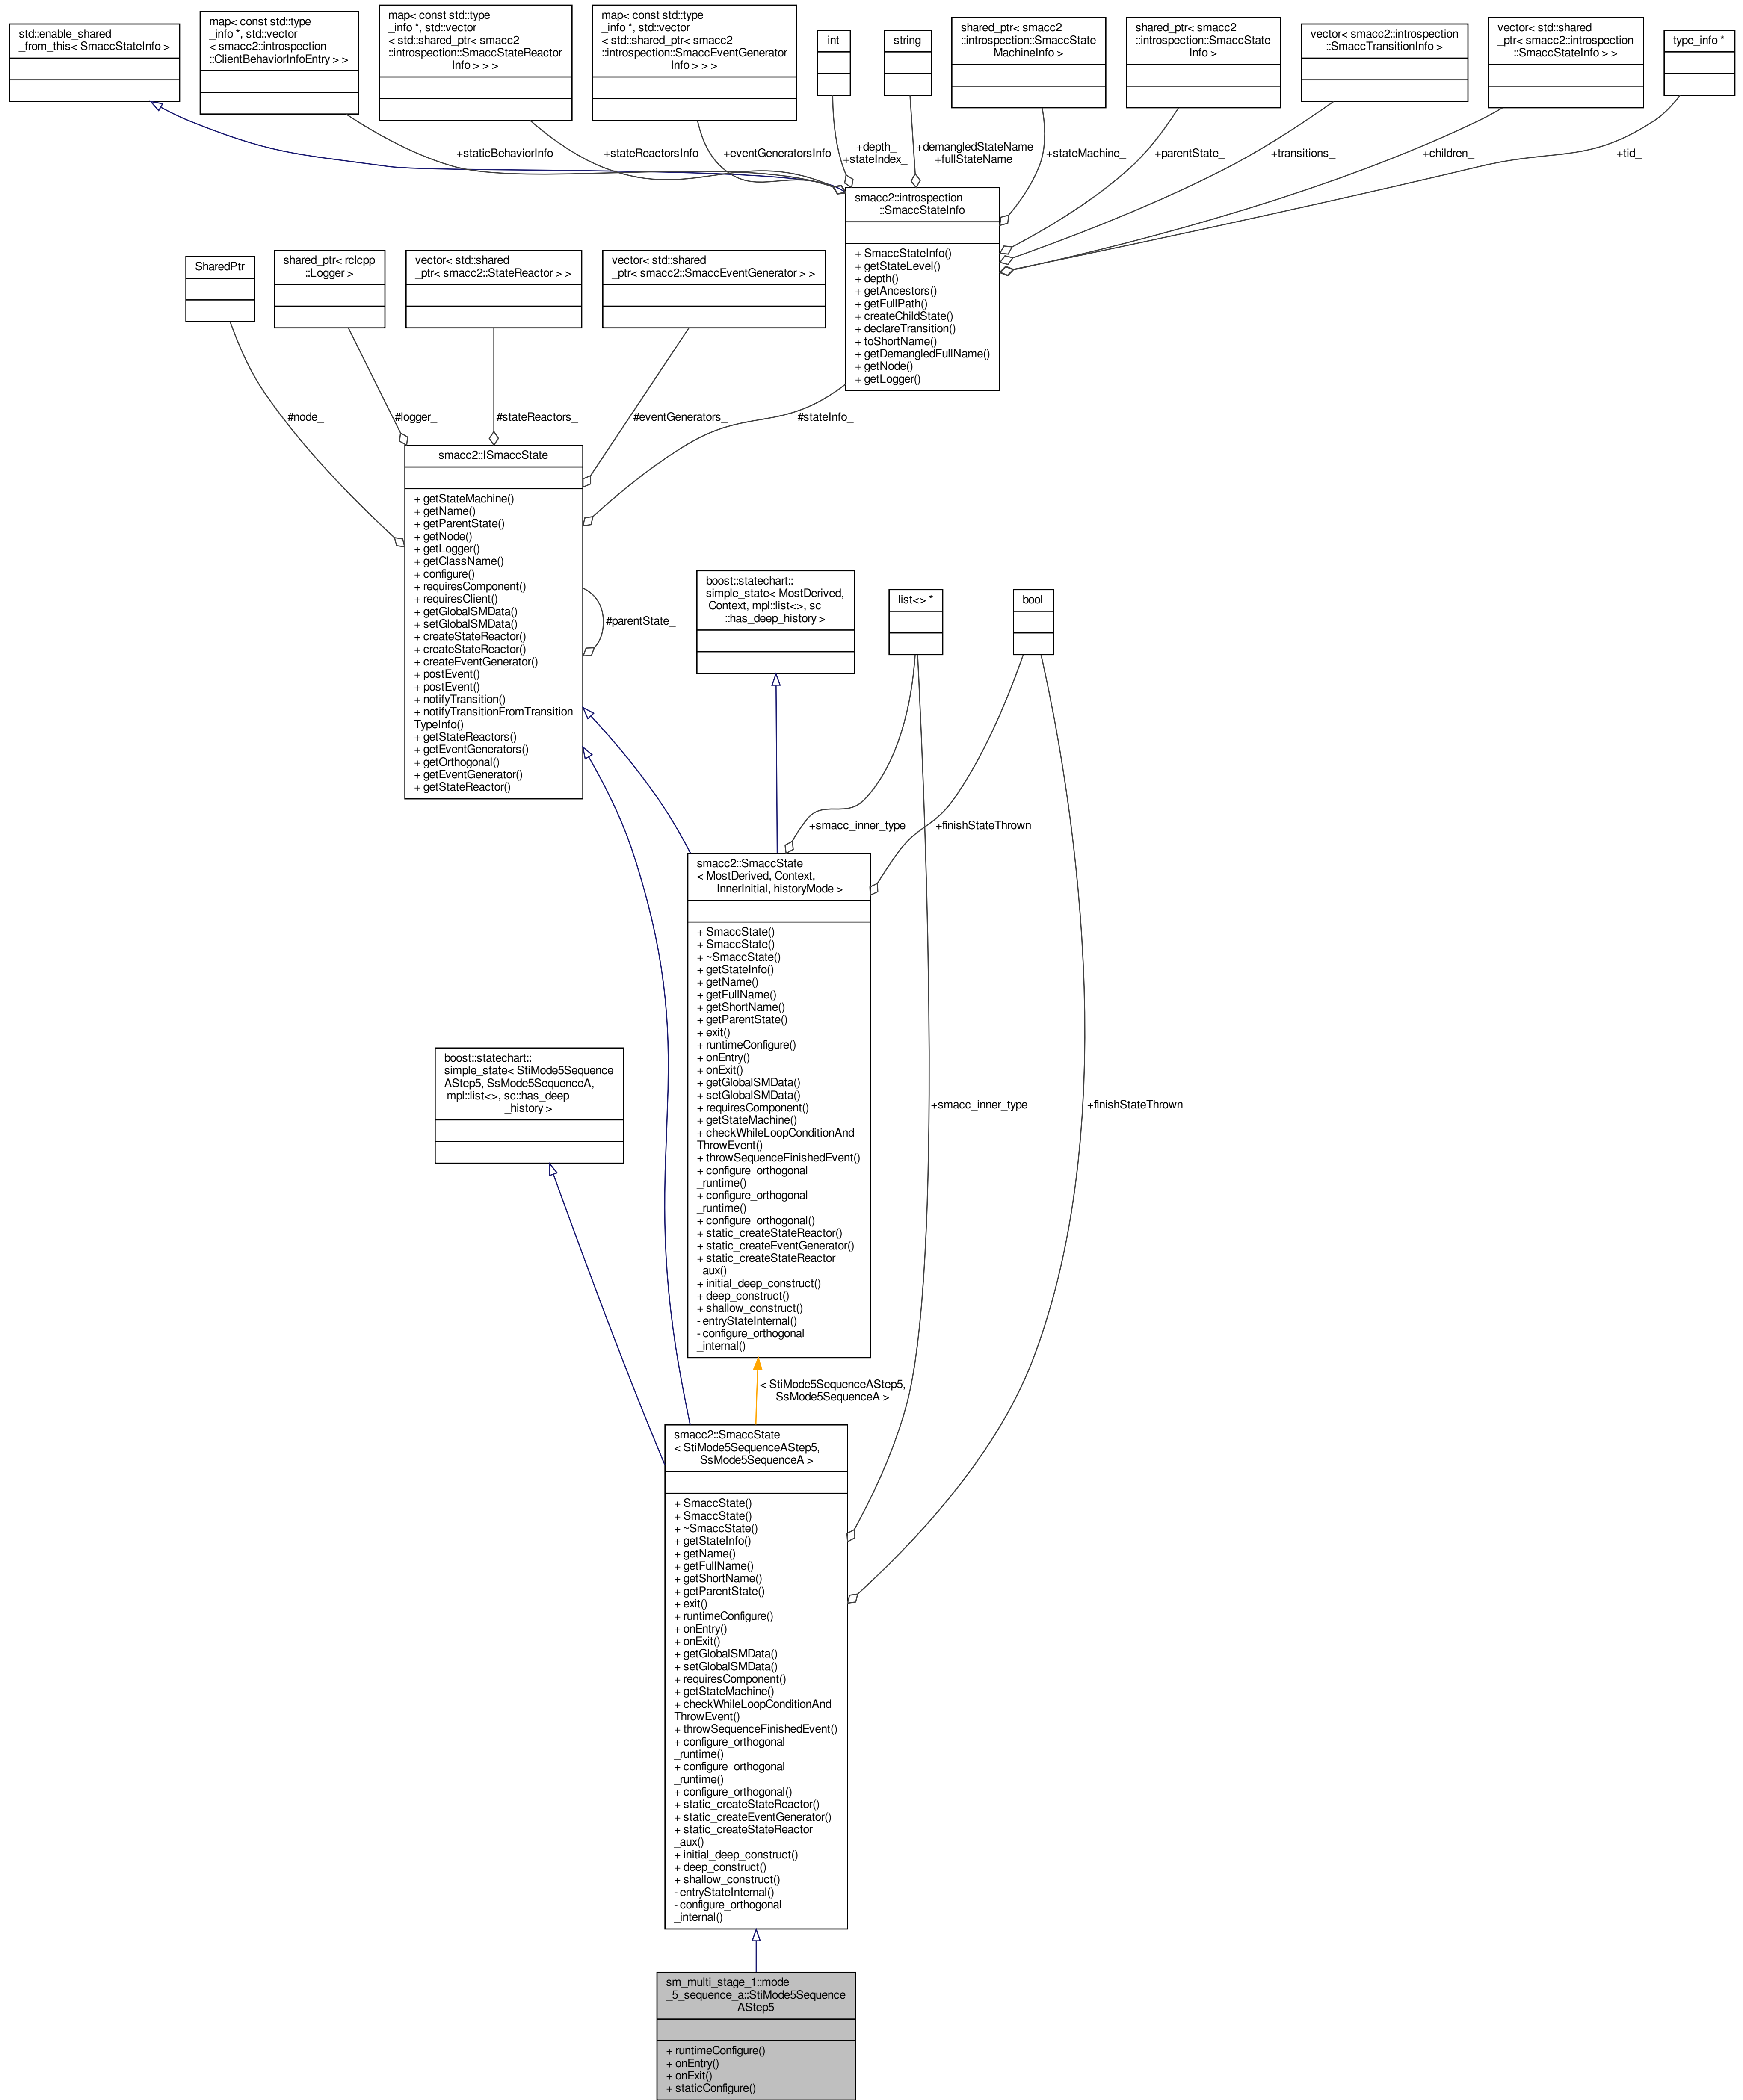 std::enable_shared
_from_this< SmaccStateInfo >
map< const std::type
_info *, std::vector
< smacc2::introspection
::ClientBehaviorInfoEntry > >
map< const std::type
_info *, std::vector
< std::shared_ptr< smacc2
::introspection::SmaccStateReactor
Info > > >
map< const std::type
_info *, std::vector
< std::shared_ptr< smacc2
::introspection::SmaccEventGenerator
Info > > >
int
string
shared_ptr< smacc2
::introspection::SmaccState
MachineInfo >
shared_ptr< smacc2
::introspection::SmaccState
Info >
vector< smacc2::introspection
::SmaccTransitionInfo >
vector< std::shared
_ptr< smacc2::introspection
::SmaccStateInfo > >
type_info *
+staticBehaviorInfo
+stateReactorsInfo
+eventGeneratorsInfo
+depth_
+stateIndex_
+demangledStateName
+fullStateName
+stateMachine_
+parentState_
+transitions_
+children_
+tid_
smacc2::introspection
::SmaccStateInfo
+ SmaccStateInfo()
+ getStateLevel()
+ depth()
+ getAncestors()
+ getFullPath()
+ createChildState()
+ declareTransition()
+ toShortName()
+ getDemangledFullName()
+ getNode()
+ getLogger()
SharedPtr
shared_ptr< rclcpp
::Logger >
vector< std::shared
_ptr< smacc2::StateReactor > >
vector< std::shared
_ptr< smacc2::SmaccEventGenerator > >
#node_
#logger_
#stateReactors_
#eventGenerators_
#stateInfo_
smacc2::ISmaccState
+ getStateMachine()
+ getName()
+ getParentState()
+ getNode()
+ getLogger()
+ getClassName()
+ configure()
+ requiresComponent()
+ requiresClient()
+ getGlobalSMData()
+ setGlobalSMData()
+ createStateReactor()
+ createStateReactor()
+ createEventGenerator()
+ postEvent()
+ postEvent()
+ notifyTransition()
+ notifyTransitionFromTransition
TypeInfo()
+ getStateReactors()
+ getEventGenerators()
+ getOrthogonal()
+ getEventGenerator()
+ getStateReactor()
#parentState_
boost::statechart::
simple_state< MostDerived,
Context, mpl::list<>, sc
::has_deep_history >
list<> *
bool
+smacc_inner_type
+finishStateThrown
smacc2::SmaccState
< MostDerived, Context,
InnerInitial, historyMode >
+ SmaccState()
+ SmaccState()
+ ~SmaccState()
+ getStateInfo()
+ getName()
+ getFullName()
+ getShortName()
+ getParentState()
+ exit()
+ runtimeConfigure()
+ onEntry()
+ onExit()
+ getGlobalSMData()
+ setGlobalSMData()
+ requiresComponent()
+ getStateMachine()
+ checkWhileLoopConditionAnd
ThrowEvent()
+ throwSequenceFinishedEvent()
+ configure_orthogonal
_runtime()
+ configure_orthogonal
_runtime()
+ configure_orthogonal()
+ static_createStateReactor()
+ static_createEventGenerator()
+ static_createStateReactor
_aux()
+ initial_deep_construct()
+ deep_construct()
+ shallow_construct()
- entryStateInternal()
- configure_orthogonal
_internal()
boost::statechart::
simple_state< StiMode5Sequence
AStep5, SsMode5SequenceA,
mpl::list<>, sc::has_deep
_history >
+smacc_inner_type
+finishStateThrown
< StiMode5SequenceAStep5,
SsMode5SequenceA >
smacc2::SmaccState
< StiMode5SequenceAStep5,
SsMode5SequenceA >
+ SmaccState()
+ SmaccState()
+ ~SmaccState()
+ getStateInfo()
+ getName()
+ getFullName()
+ getShortName()
+ getParentState()
+ exit()
+ runtimeConfigure()
+ onEntry()
+ onExit()
+ getGlobalSMData()
+ setGlobalSMData()
+ requiresComponent()
+ getStateMachine()
+ checkWhileLoopConditionAnd
ThrowEvent()
+ throwSequenceFinishedEvent()
+ configure_orthogonal
_runtime()
+ configure_orthogonal
_runtime()
+ configure_orthogonal()
+ static_createStateReactor()
+ static_createEventGenerator()
+ static_createStateReactor
_aux()
+ initial_deep_construct()
+ deep_construct()
+ shallow_construct()
- entryStateInternal()
- configure_orthogonal
_internal()
sm_multi_stage_1::mode
_5_sequence_a::StiMode5Sequence
AStep5
+ runtimeConfigure()
+ onEntry()
+ onExit()
+ staticConfigure()